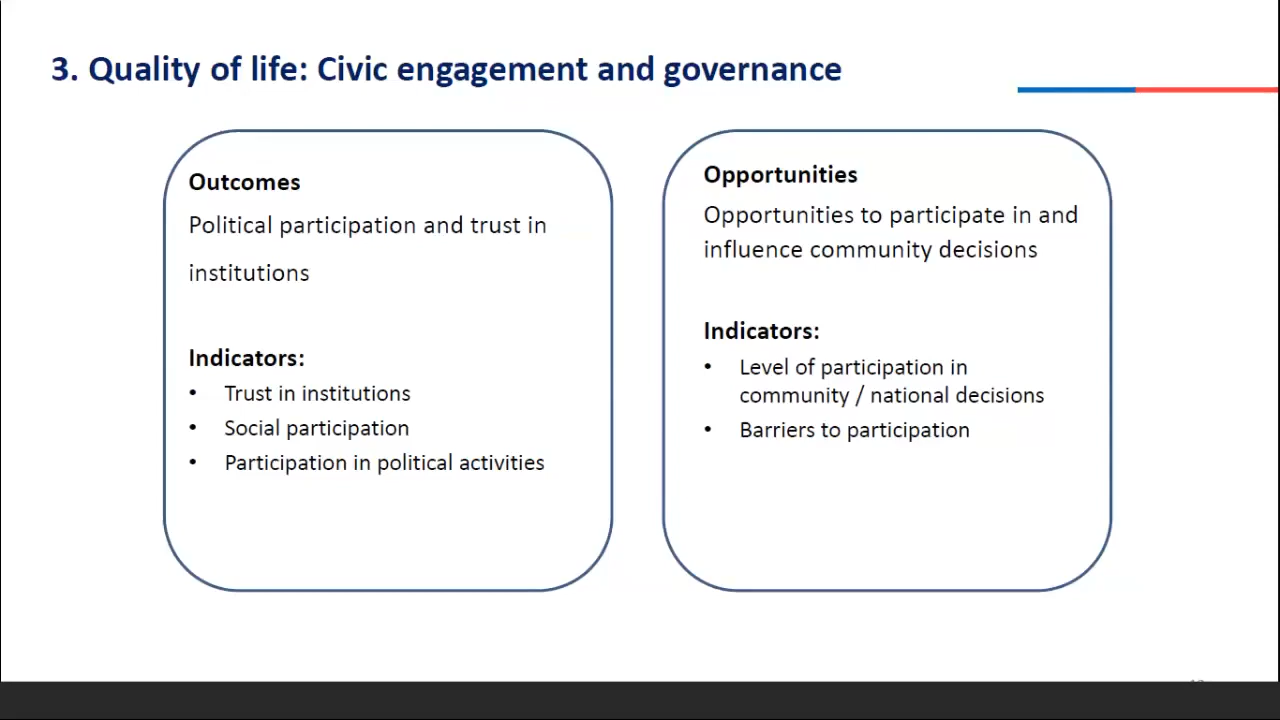 3. Quality of life: Civic engagement and governance
Outcomes
Political participation and trust in
institutions
Indicators:
• Trust in institutions
• Social participation
• Participation in political activities
Opportunities
Opportunities to participate in and
influence community decisions
Indicators:
• Level of participation in
community / national decisions
• Barriers to participation